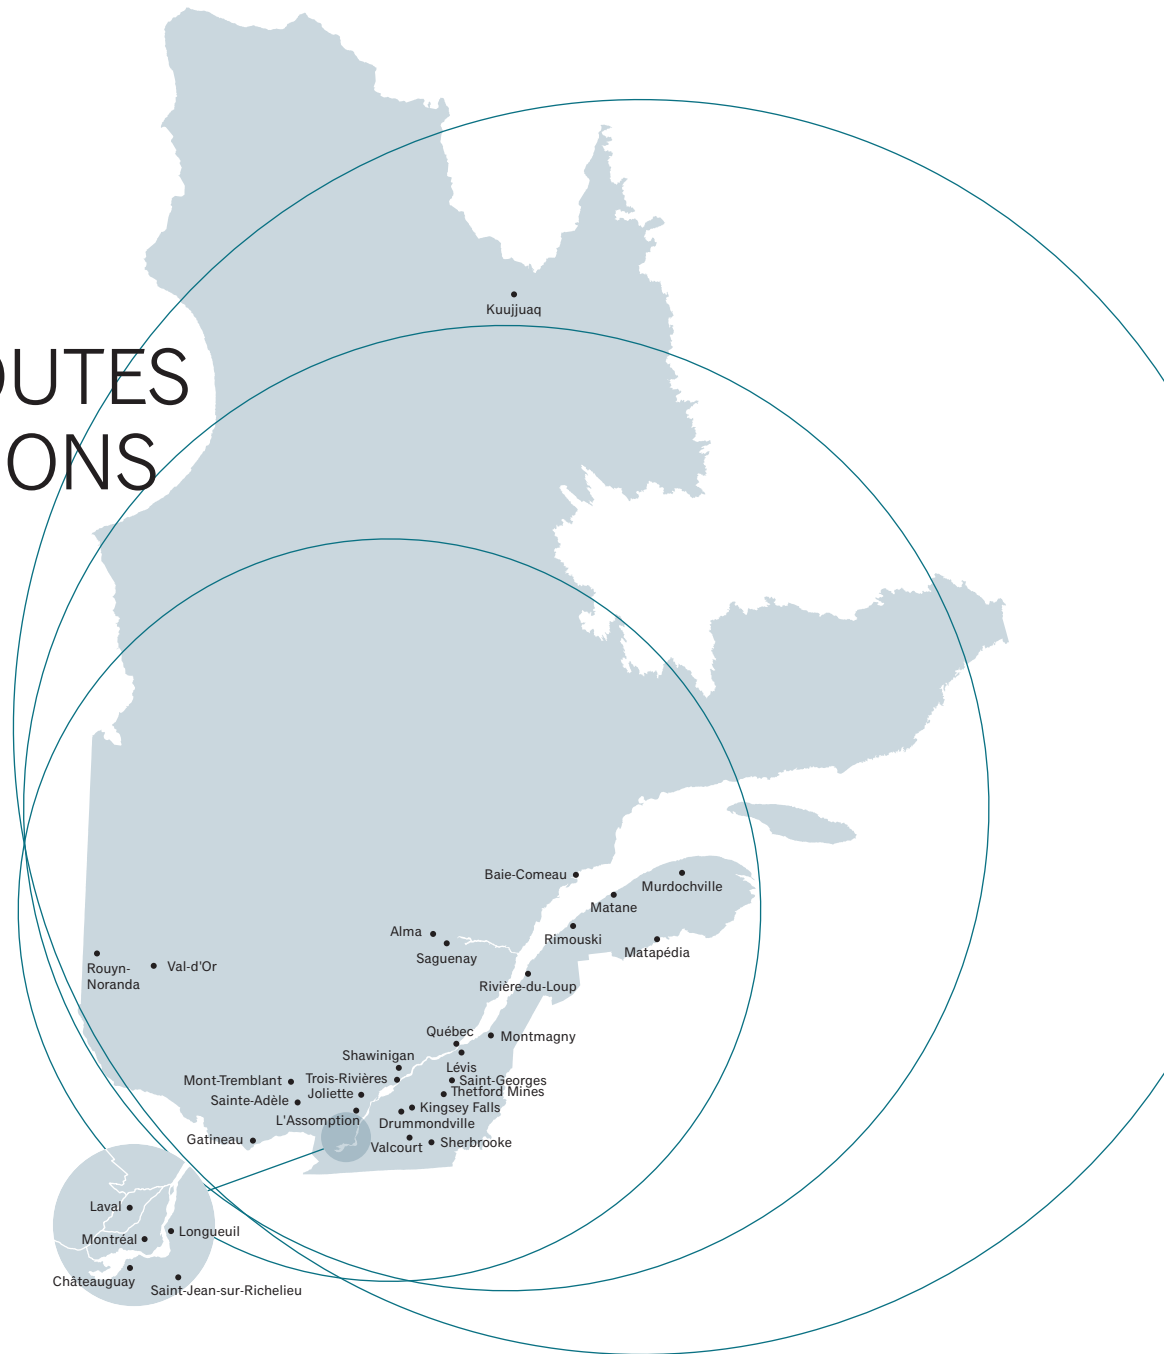 Kuujjuaq
OUTES
ONS
Baie-Comeau
Murdochville
Matane
Alma
Rimouski
Saguenay
Matapédia
Rouyn-
Noranda
Val-d'Or
Rivière-du-Loup
Québec
Montmagny
Shawinigan
Lévis
Mont-Tremblant
Trois-Rivières
Saint-Georges
Joliette
Thetford Mines
Sainte-Adèle
Kingsey Falls
L'Assomption
Drummondville
Gatineau
Valcourt
Sherbrooke
Laval
Longueuil
Montréal
Châteauguay
Saint-Jean-sur-Richelieu